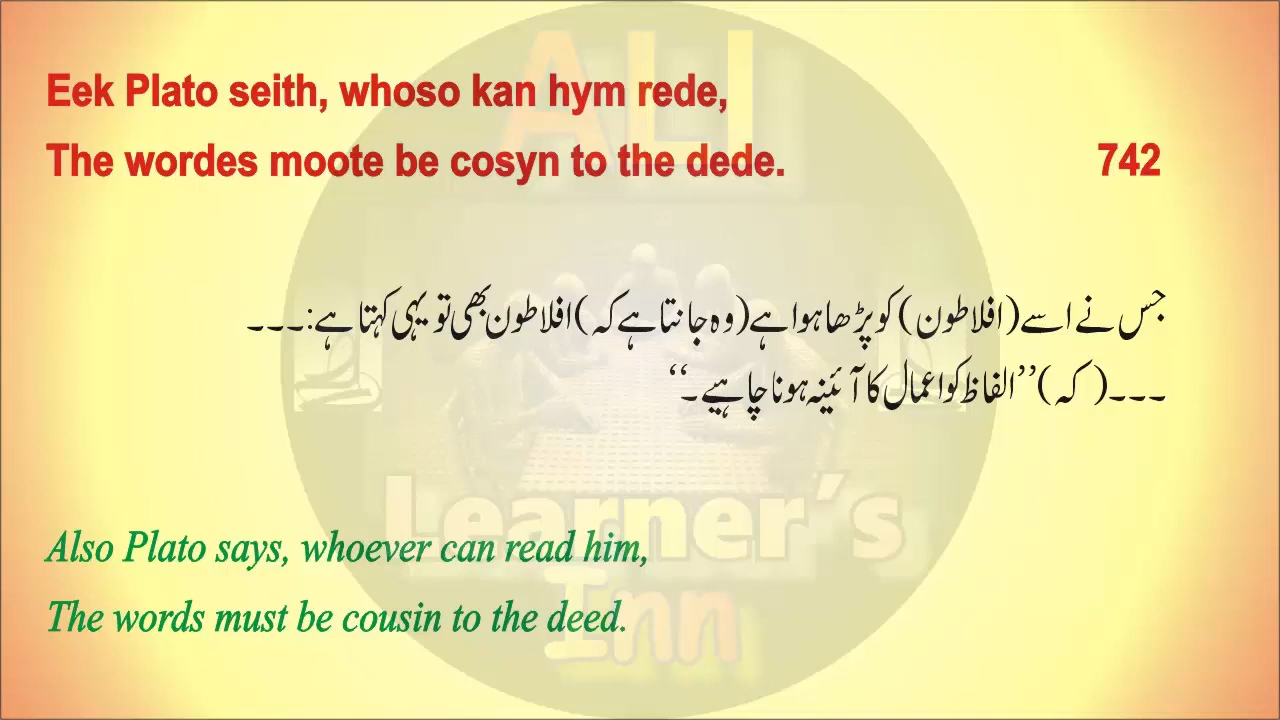 Eek Plato seith, whoso kan hym rede,
The wordes moote be cosyn to the dede. 742
جس نے اسے (افلاطون) کو پڑھا ہوا ہے (وہ جانتا ہے کہ) افلاطون بھی تو یہی کہتا ہے:۔۔۔
۔۔۔( کہ )’’الفاظ کو اعمال کا آئینہ ہونا چاہیے۔‘‘
Also Plato says, whoever can read him,
The words must be cousin to the deed.
ALI
Learner's
Inn